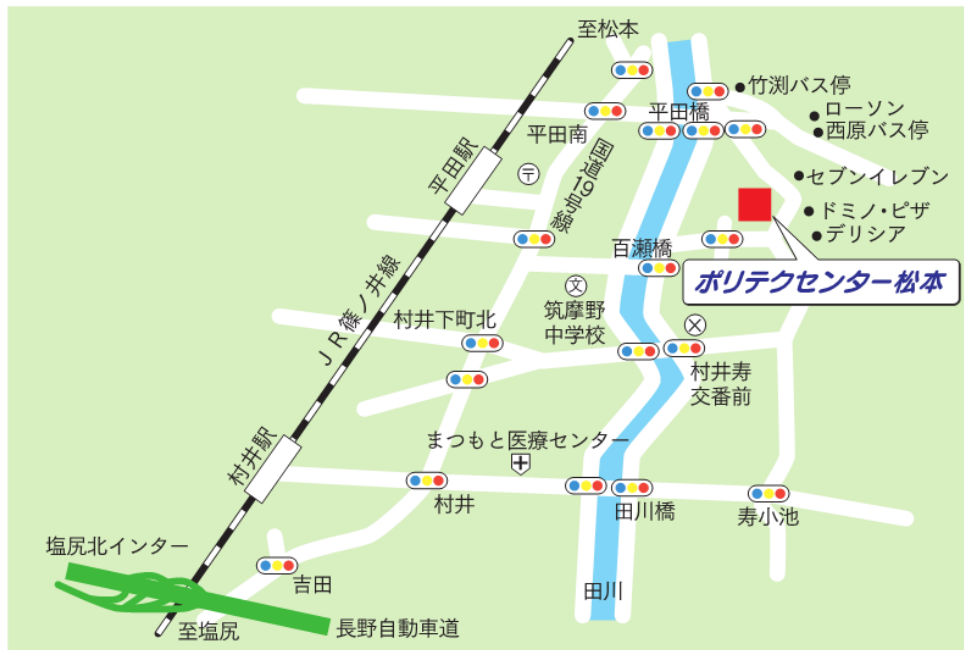 至松本
竹渕バス停
ローソン
平田橋
西原バス停
平田南
平田駅
〒
国道19号線
セブンイレブン
ドミノ・ピザ
デリシア
百瀬橋
ポリテクセンター松本
JR篠ノ井線
文
筑摩野
中学校
村井下町北
村井寿
交番前
まつもと医療センター
村井駅
村井
田川橋
寿小池
塩尻北インター
吉田
田川
至塩尻
長野自動車道